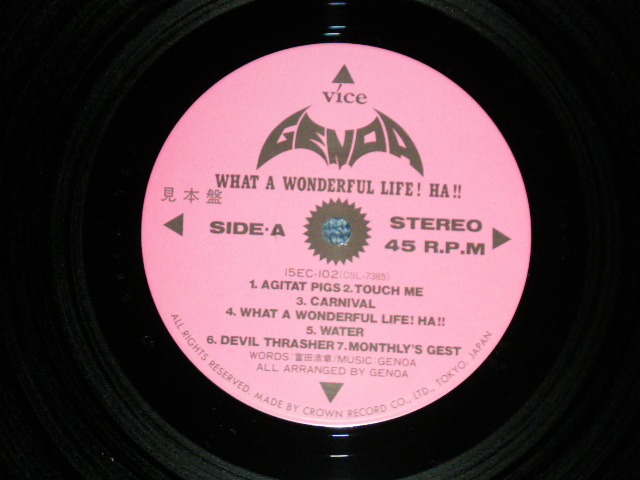 vice
GENOA
WHAT A WONDERFUL LIFE! HA!!
見本盤
SIDE·A
STEREO
45 R.P.M
15EC-102(CSL-7365)
1. AGITAT PIGS 2. TOUCH ME
3. CARNIVAL
4. WHAT A WONDERFUL LIFE! HA!!
5. WATER
6. DEVIL THRASHER 7. MONTHLY'S GEST
WORDS:富田浩章/MUSIC:GENOA
ALL ARRANGED BY GENOA
ALL RIGHTS RESERVED. MADE BY CROWN RECORD CO., LTD., TOKYO, JAPAN